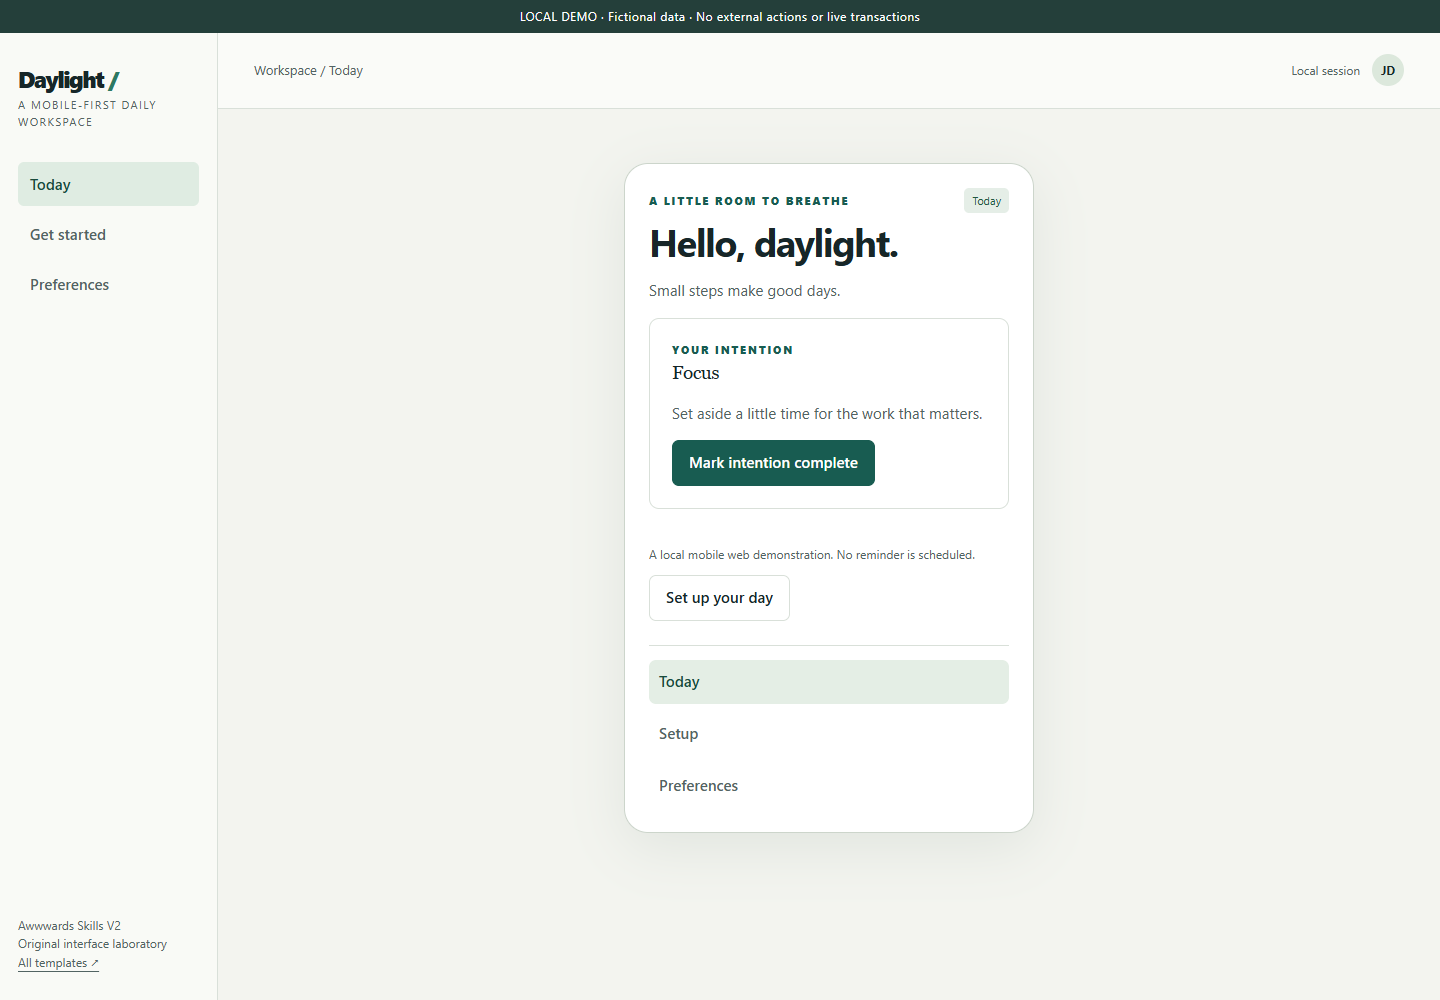 LOCAL DEMO · Fictional data · No external actions or live transactions
Daylight /
A MOBILE-FIRST DAILY
WORKSPACE
Today
Get started
Preferences
Awwwards Skills V2
Original interface laboratory
All templates ↗
Workspace / Today
Local session
JD
A LITTLE ROOM TO BREATHE
Today
Hello, daylight.
Small steps make good days.
YOUR INTENTION
Focus
Set aside a little time for the work that matters.
Mark intention complete
A local mobile web demonstration. No reminder is scheduled.
Set up your day
Today
Setup
Preferences